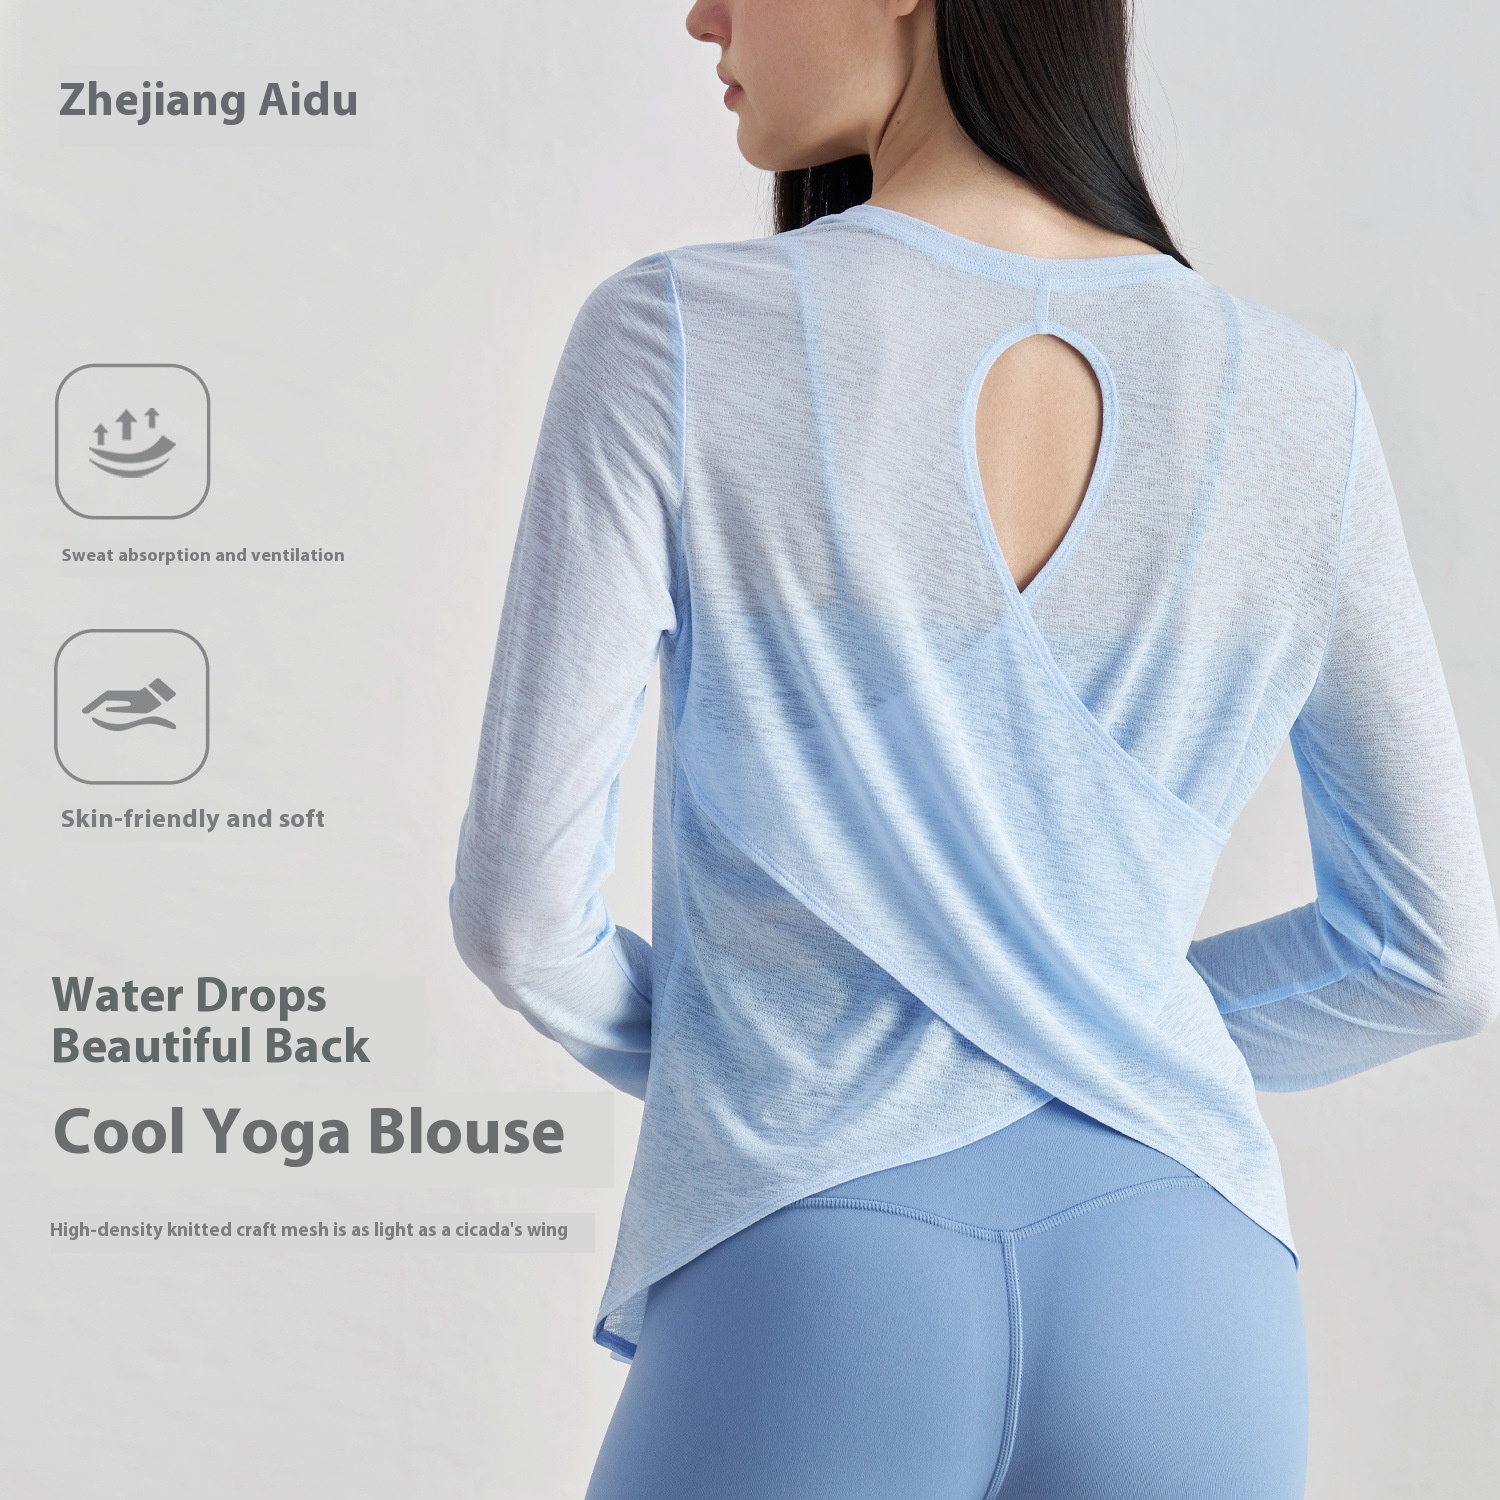 Zhejiang Aidu
Sweat absorption and ventilation
Skin-friendly and soft
Water Drops
Beautiful Back
Cool Yoga Blouse
High-density knitted craft mesh is as light as a cicada's wing